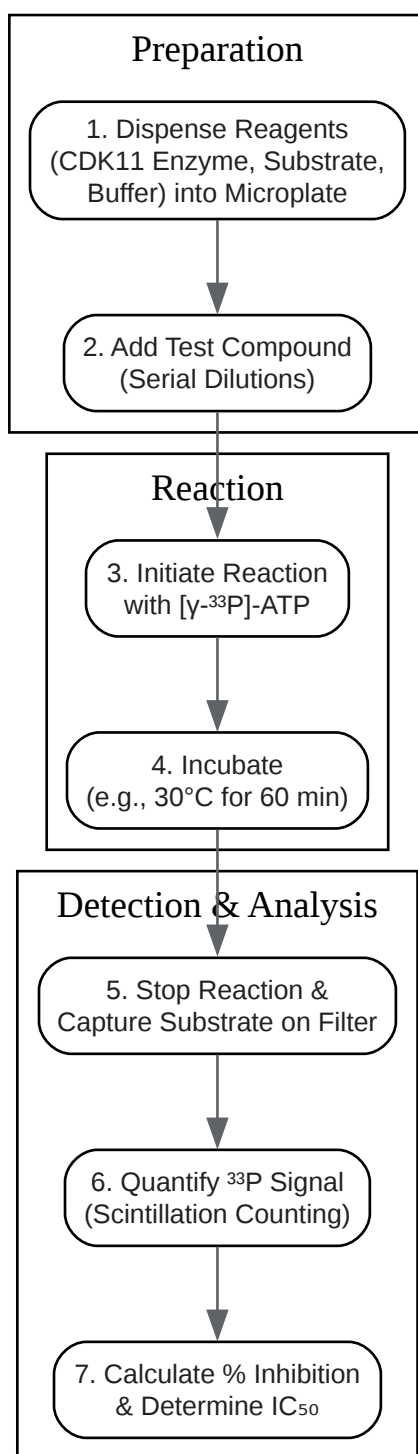 Preparation
1. Dispense Reagents
(CDK11 Enzyme, Substrate,
Buffer) into Microplate
2. Add Test Compound
(Serial Dilutions)
Reaction
3. Initiate Reaction
with [γ-³³P]-ATP
4. Incubate
(e.g., 30°C for 60 min)
Detection & Analysis
5. Stop Reaction &
Capture Substrate on Filter
6. Quantify ³³P Signal
(Scintillation Counting)
7. Calculate % Inhibition
& Determine IC₅₀